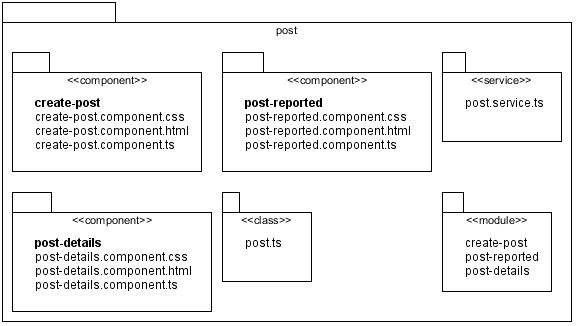 post
<<component>>
create-post
create-post.component.css
create-post.component.html
create-post.component.ts
<<component>>
post-reported
post-reported.component.css
post-reported.component.html
post-reported.component.ts
<<service>>
post.service.ts
<<component>>
post-details
post-details.component.css
post-details.component.html
post-details.component.ts
<<class>>
post.ts
<<module>>
create-post
post-reported
post-details